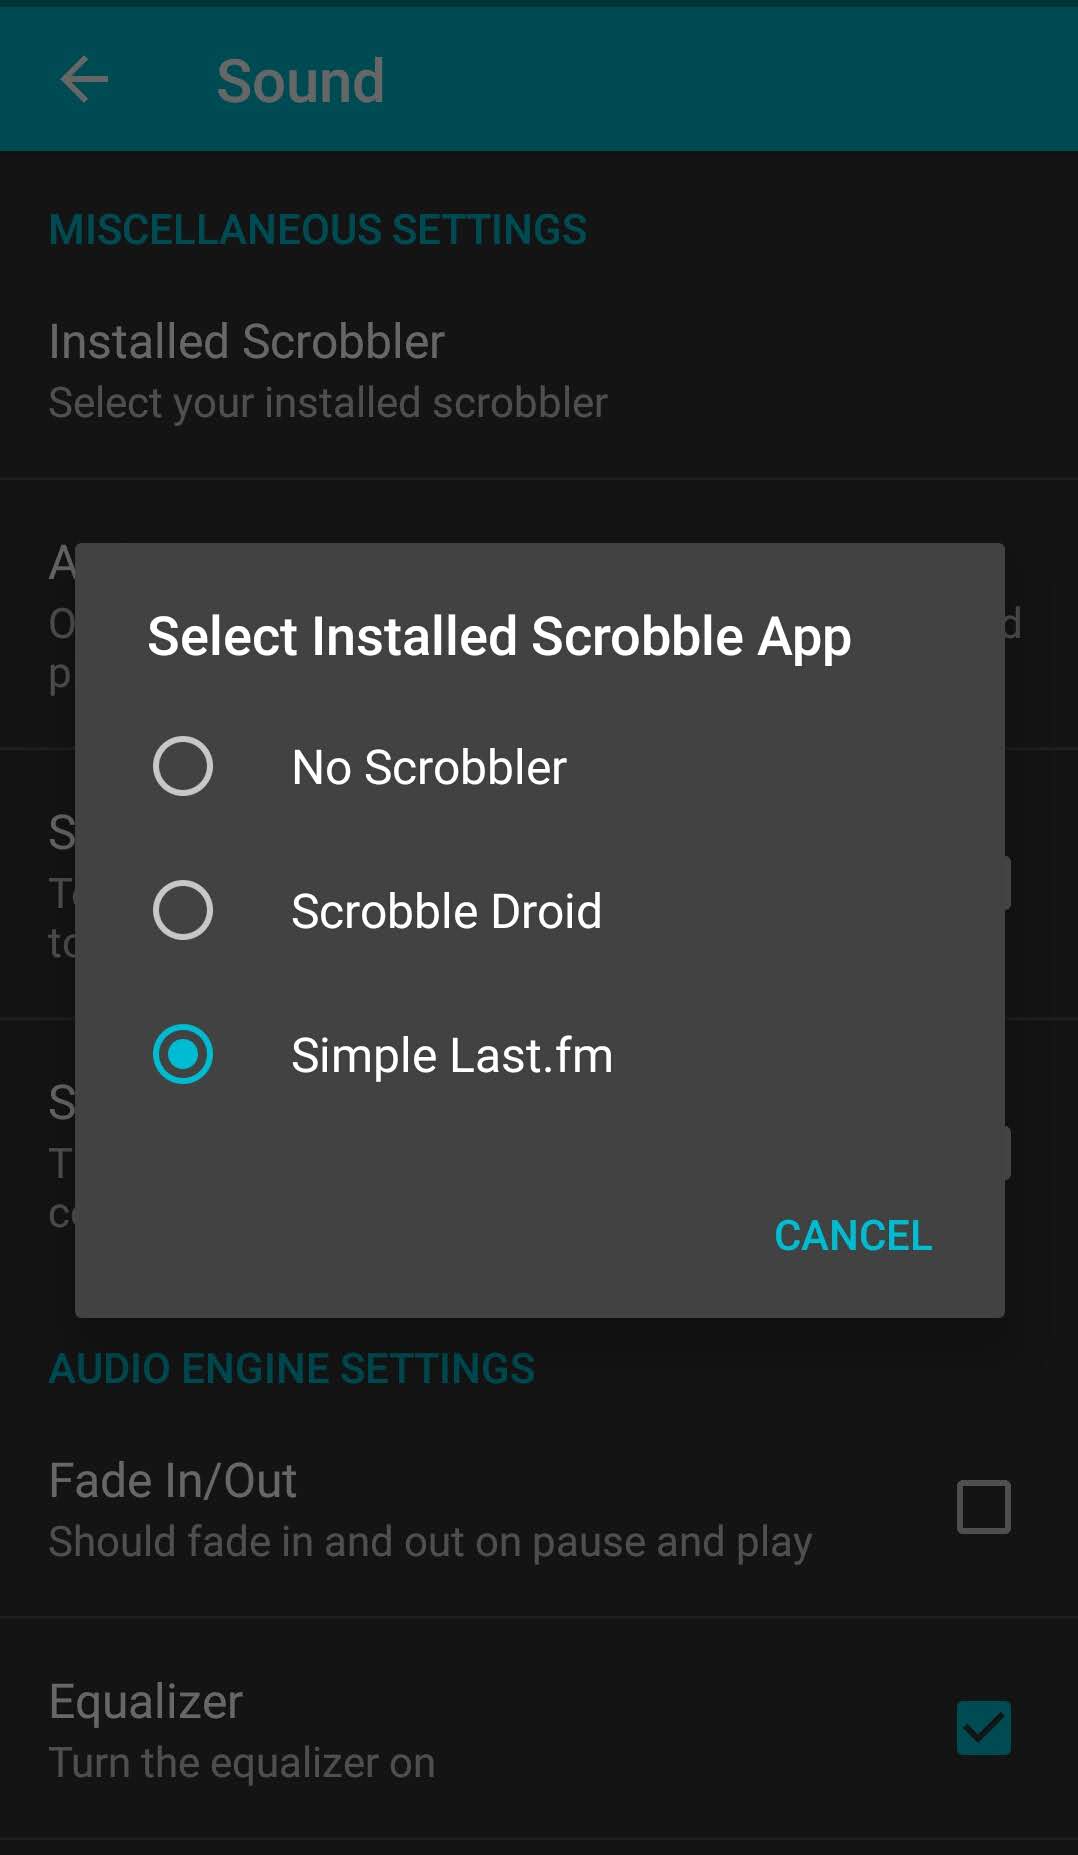 Sound
MISCELLANEOUS SETTINGS
Installed Scrobbler
Select your installed scrobbler
Select Installed Scrobble App
No Scrobbler
Scrobble Droid
Simple Last.fm
CANCEL
AUDIO ENGINE SETTINGS
Fade In/Out
Should fade in and out on pause and play
Equalizer
Turn the equalizer on